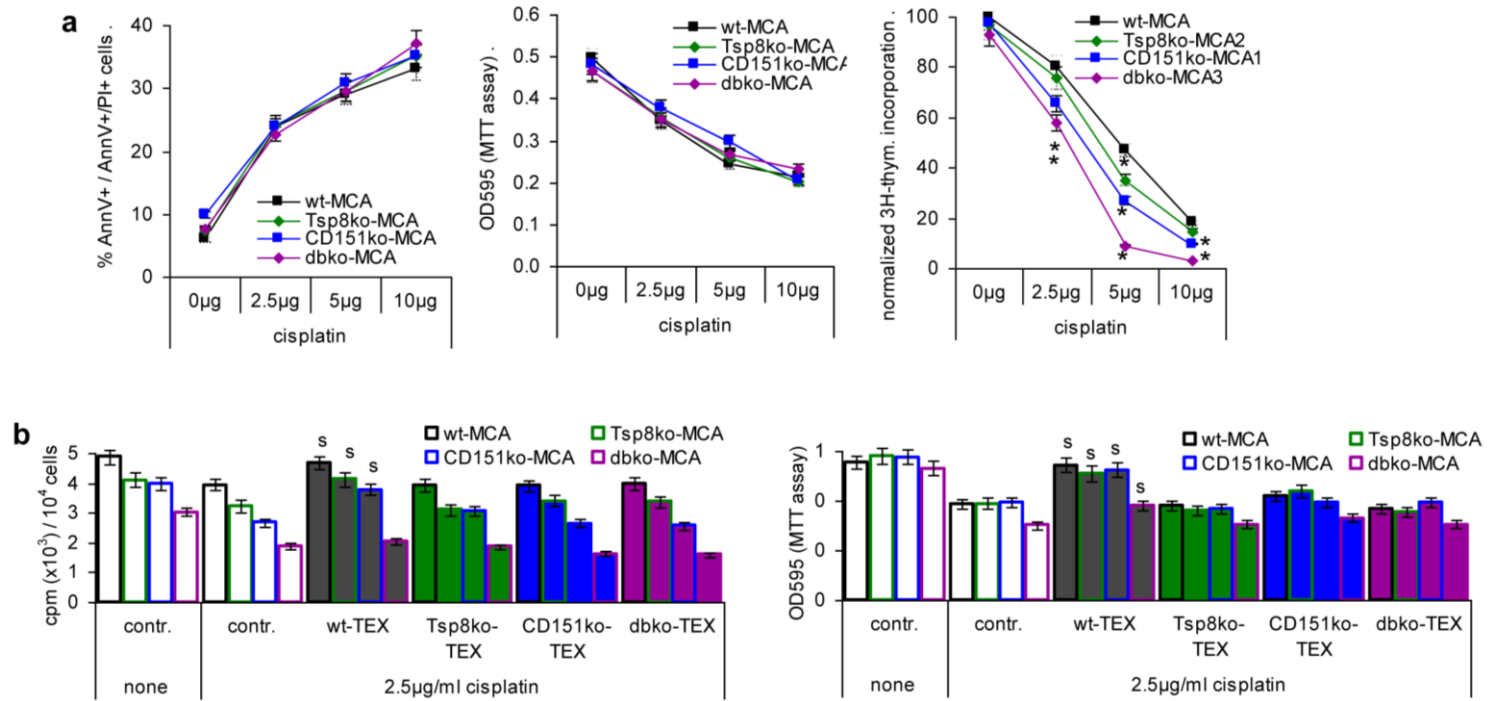 a
% AnnV+ / AnnV+/PI+ cells .
40
30
20
10
0
wt-MCA
Tsp8ko-MCA
CD151ko-MCA
dbko-MCA
0µg
2.5µg
5µg
10µg
cisplatin
OD595 (MTT assay) .
0.6
0.5
0.4
0.3
0.2
0.1
0.0
wt-MCA
Tsp8ko-MCA
CD151ko-MCA
dbko-MCA
0µg
2.5µg
5µg
10µg
cisplatin
normalized 3H-thym. incorporation .
100
80
60
40
20
0
wt-MCA
Tsp8ko-MCA2
CD151ko-MCA1
dbko-MCA3
*
*
*
*
*
*
*
0µg
2.5µg
5µg
10µg
cisplatin
b
cpm (x10³) / 10⁴ cells
5
4
3
2
1
0
wt-MCA
Tsp8ko-MCA
CD151ko-MCA
dbko-MCA
s
s
s
contr.
contr.
wt-TEX
Tsp8ko-
TEX
CD151ko-
TEX
dbko-TEX
none
2.5µg/ml cisplatin
OD595 (MTT assay)
1
0
0
0
wt-MCA
Tsp8ko-MCA
CD151ko-MCA
dbko-MCA
s
s
s
s
contr.
contr.
wt-TEX
Tsp8ko-
TEX
CD151ko-
TEX
dbko-TEX
none
2.5µg/ml cisplatin